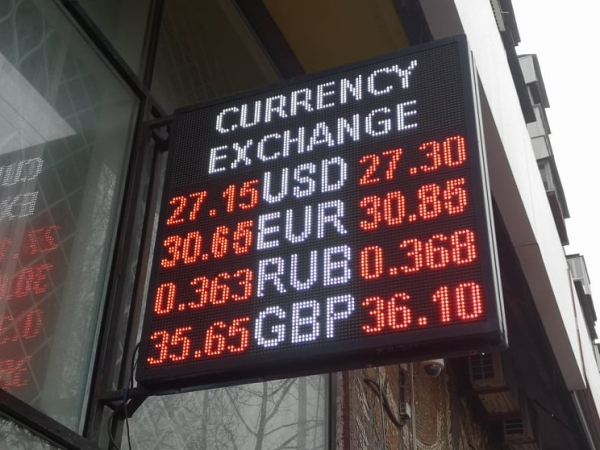 CURRENCY
EXCHANGE
27.15 USD 27.30
30.65 EUR 30.85
0.363 RUB 0.368
35.65 GBP 36.10